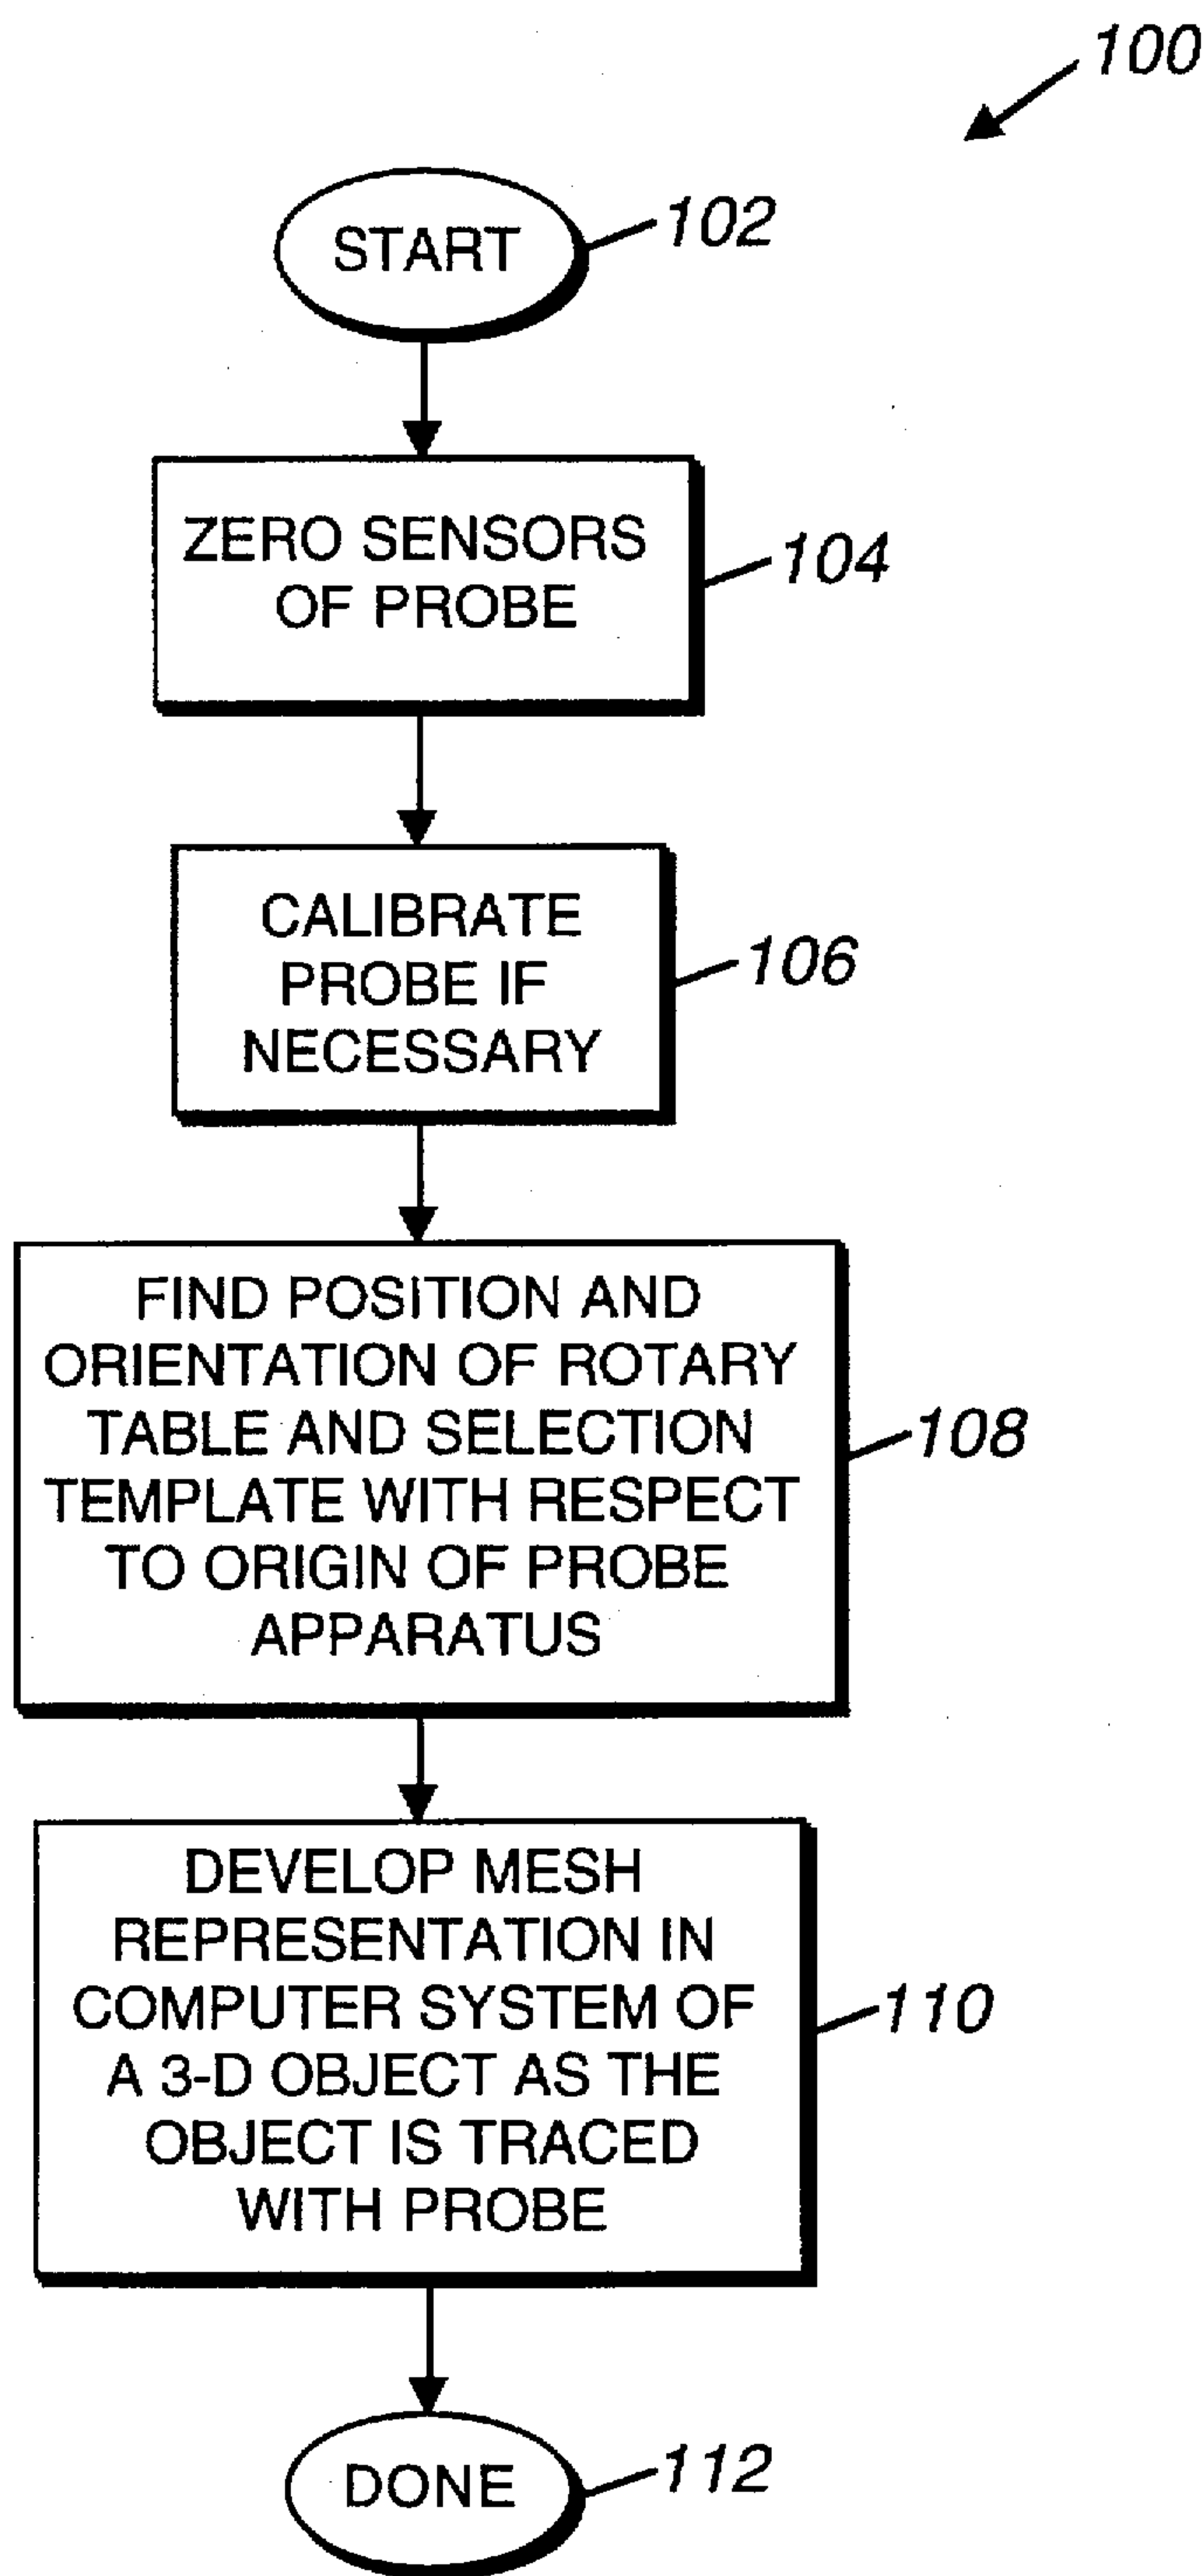 100
START
102
ZERO SENSORS
OF PROBE
104
CALIBRATE
PROBE IF
NECESSARY
106
FIND POSITION AND
ORIENTATION OF ROTARY
TABLE AND SELECTION
TEMPLATE WITH RESPECT
TO ORIGIN OF PROBE
APPARATUS
108
DEVELOP MESH
REPRESENTATION IN
COMPUTER SYSTEM OF
A 3-D OBJECT AS THE
OBJECT IS TRACED
WITH PROBE
110
DONE
112